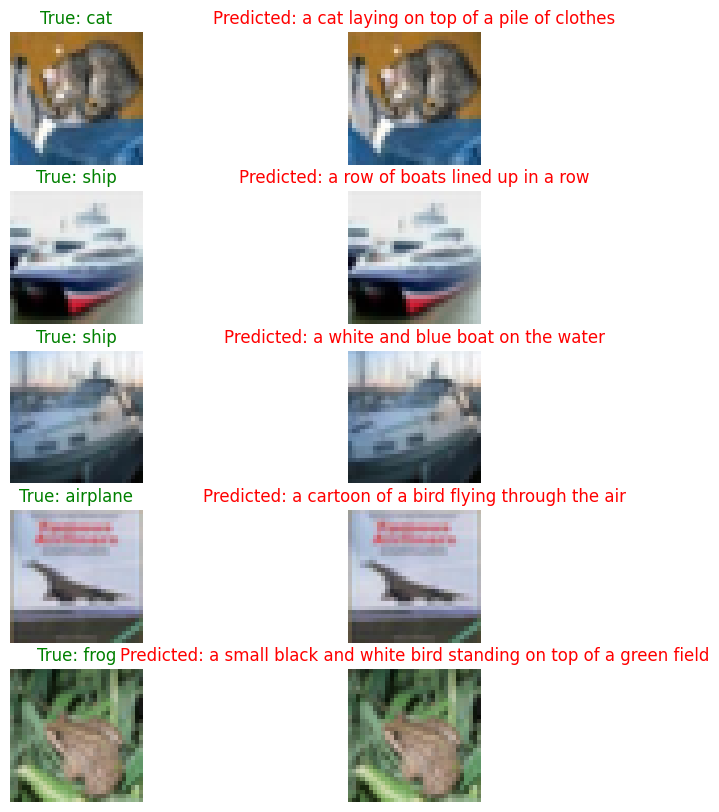 True: cat
Predicted: a cat laying on top of a pile of clothes
True: ship
Predicted: a row of boats lined up in a row
True: ship
Predicted: a white and blue boat on the water
True: airplane
Predicted: a cartoon of a bird flying through the air
True: frog
Predicted: a small black and white bird standing on top of a green field